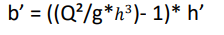 b’ = ((Q²/g*h³)- 1)* h’